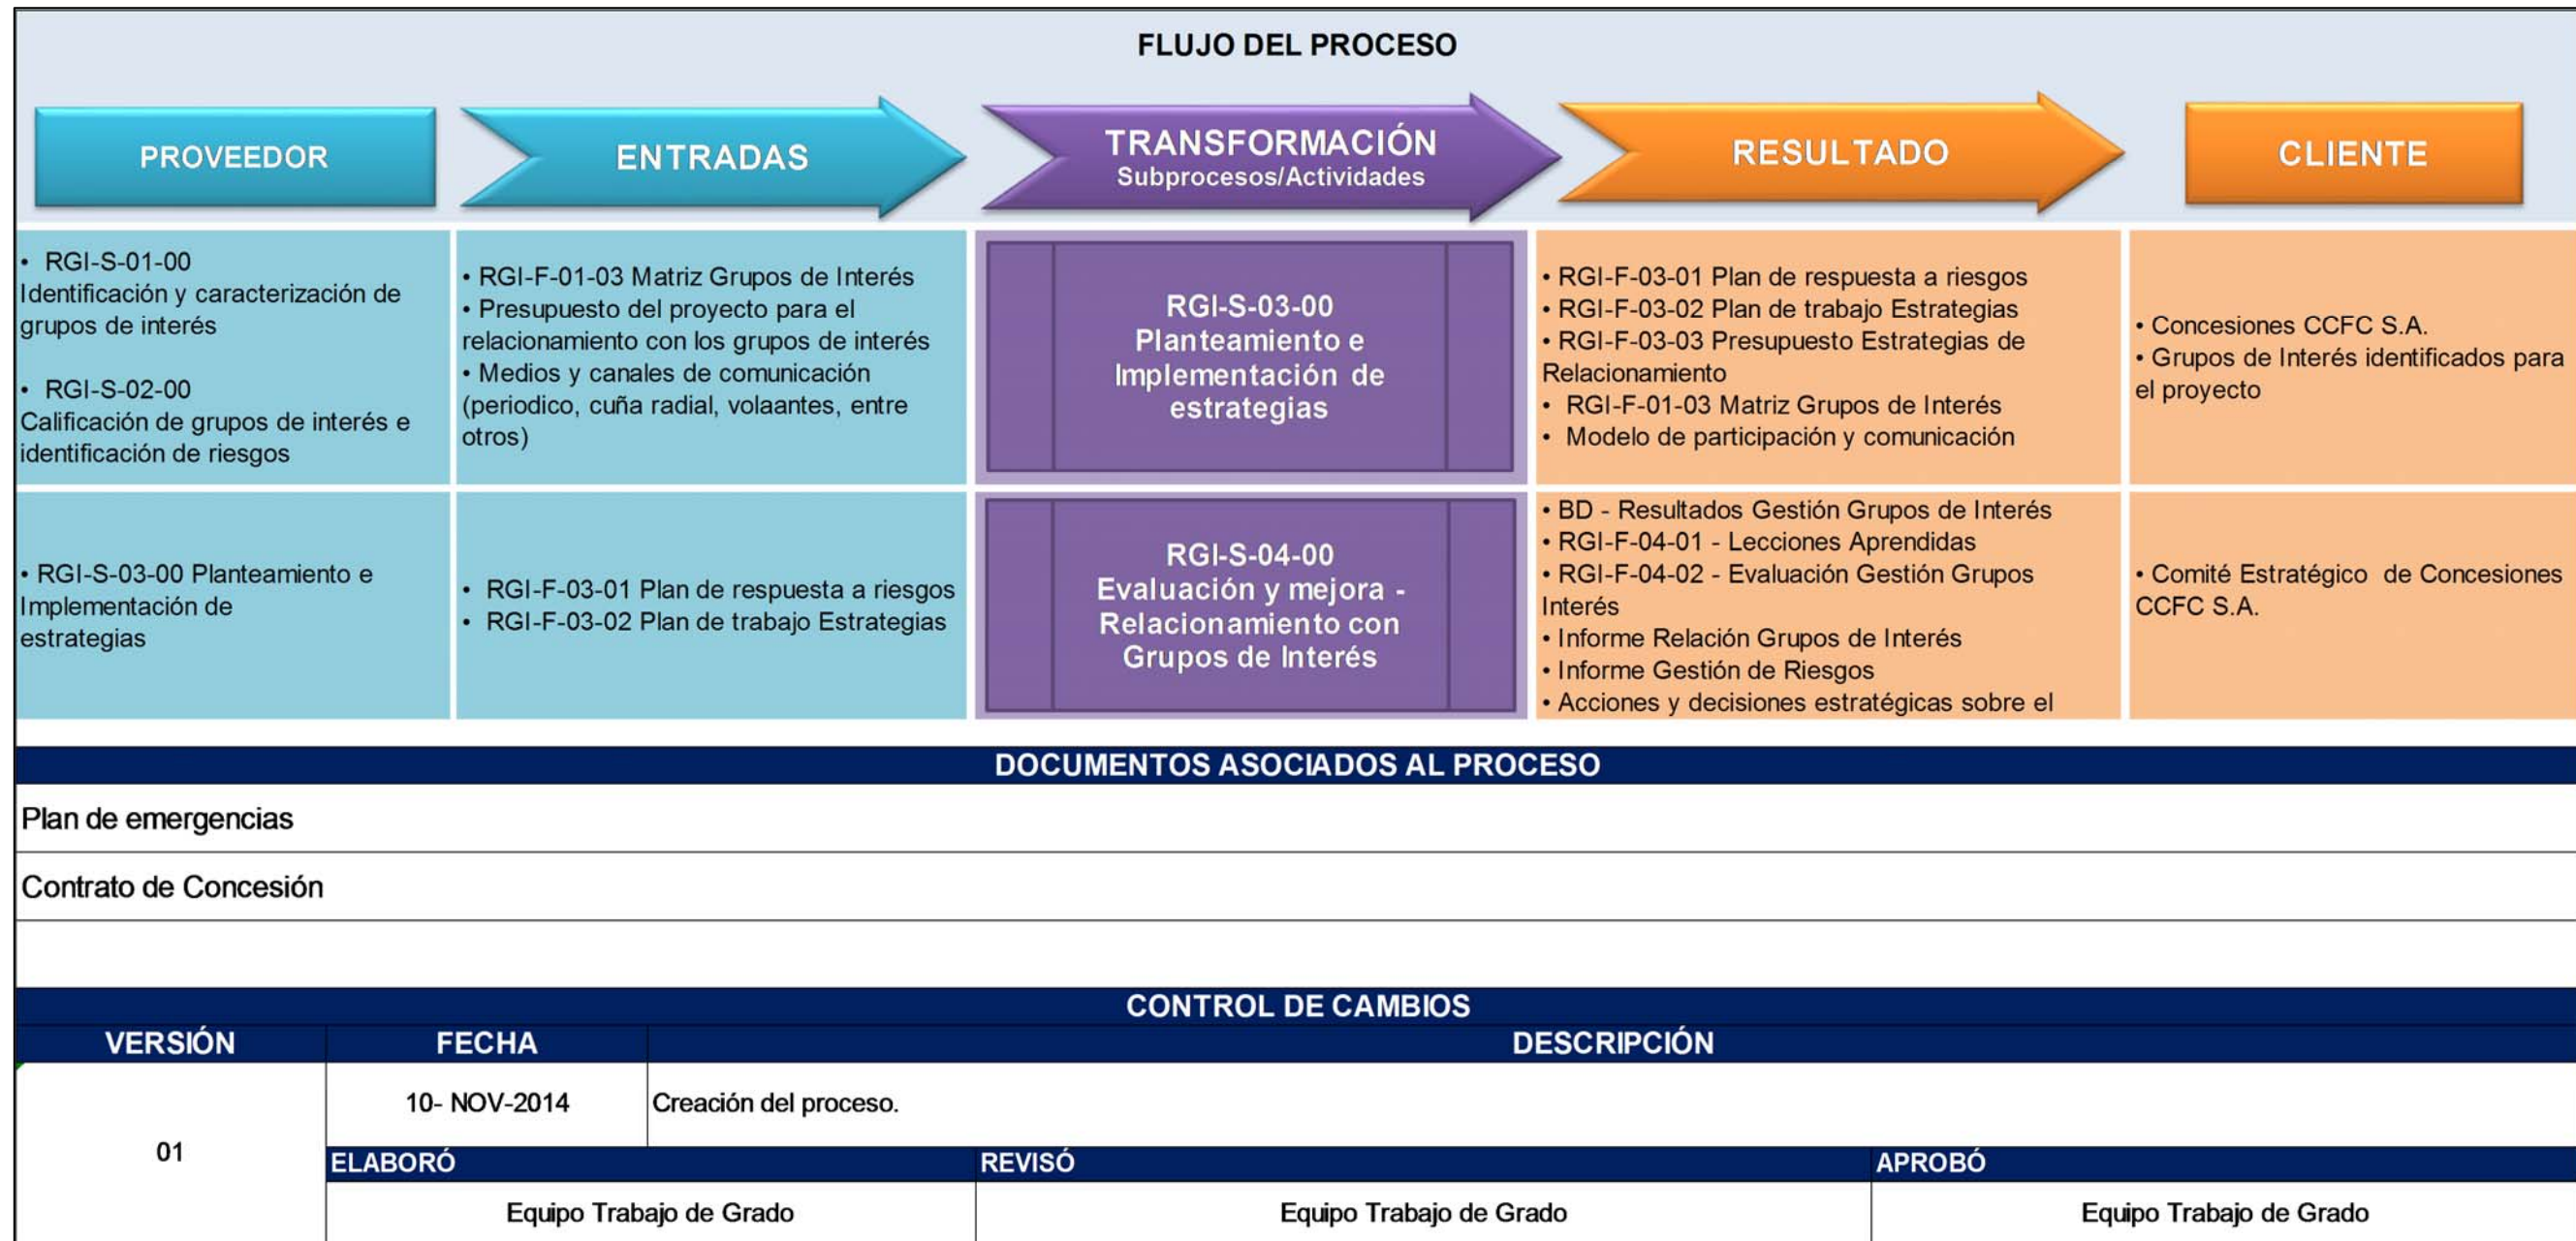 FLUJO DEL PROCESO
PROVEEDOR
ENTRADAS
TRANSFORMACIÓN
Subprocesos/Actividades
RESULTADO
CLIENTE
• RGI-S-01-00
Identificación y caracterización de
grupos de interés
• RGI-S-02-00
Calificación de grupos de interés e
identificación de riesgos
• RGI-F-01-03 Matriz Grupos de Interés
• Presupuesto del proyecto para el
relacionamiento con los grupos de interés
• Medios y canales de comunicación
(periodico, cuña radial, volaantes, entre
otros)
RGI-S-03-00
Planteamiento e
Implementación de
estrategias
• RGI-F-03-01 Plan de respuesta a riesgos
• RGI-F-03-02 Plan de trabajo Estrategias
• RGI-F-03-03 Presupuesto Estrategias de
Relacionamiento
• RGI-F-01-03 Matriz Grupos de Interés
• Modelo de participación y comunicación
• Concesiones CCFC S.A.
• Grupos de Interés identificados para
el proyecto
• RGI-S-03-00 Planteamiento e
Implementación de
estrategias
• RGI-F-03-01 Plan de respuesta a riesgos
• RGI-F-03-02 Plan de trabajo Estrategias
RGI-S-04-00
Evaluación y mejora -
Relacionamiento con
Grupos de Interés
• BD - Resultados Gestión Grupos de Interés
• RGI-F-04-01 - Lecciones Aprendidas
• RGI-F-04-02 - Evaluación Gestión Grupos
Interés
• Informe Relación Grupos de Interés
• Informe Gestión de Riesgos
• Acciones y decisiones estratégicas sobre el
• Comité Estratégico de Concesiones
CCFC S.A.
DOCUMENTOS ASOCIADOS AL PROCESO
Plan de emergencias
Contrato de Concesión
CONTROL DE CAMBIOS
VERSIÓN
FECHA
DESCRIPCIÓN
01
10- NOV-2014
Creación del proceso.
ELABORÓ
REVISÓ
APROBÓ
Equipo Trabajo de Grado
Equipo Trabajo de Grado
Equipo Trabajo de Grado